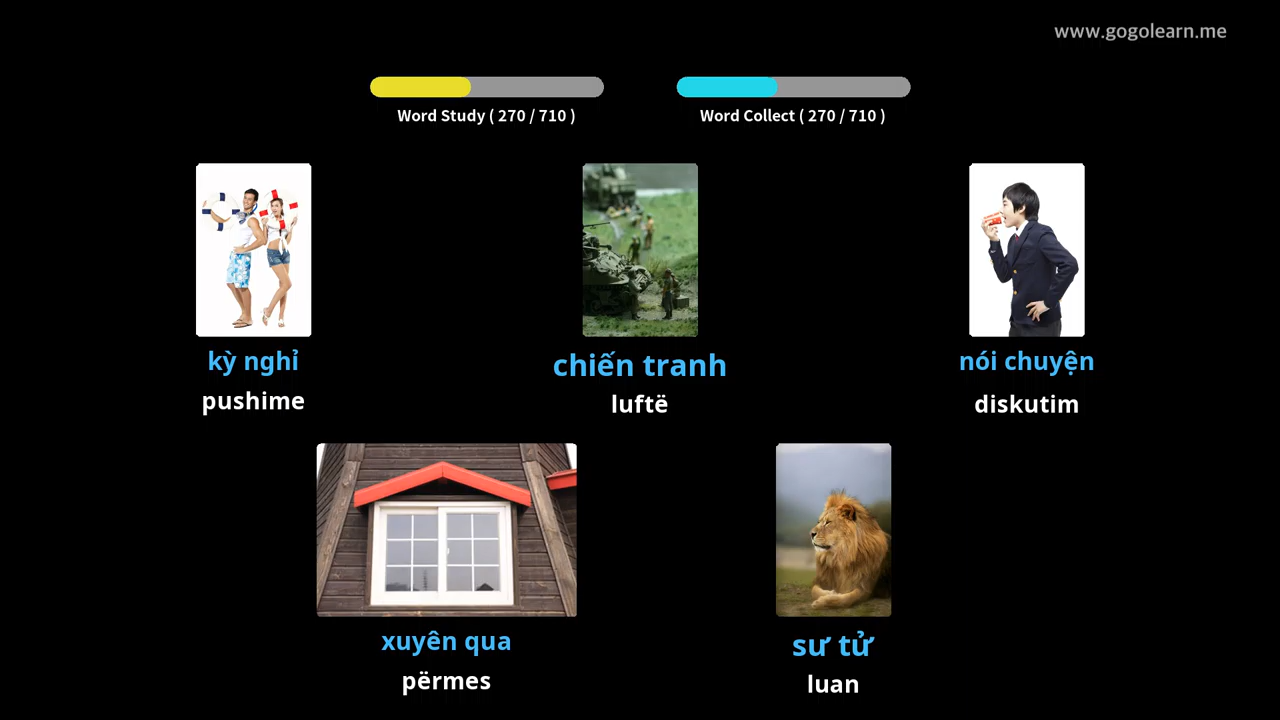 www.gogolearn.me
Word Study ( 270 / 710 )
Word Collect ( 270 / 710 )
kỳ nghỉ
pushime
chiến tranh
luftë
nói chuyện
diskutim
xuyên qua
përmes
sư tử
luan